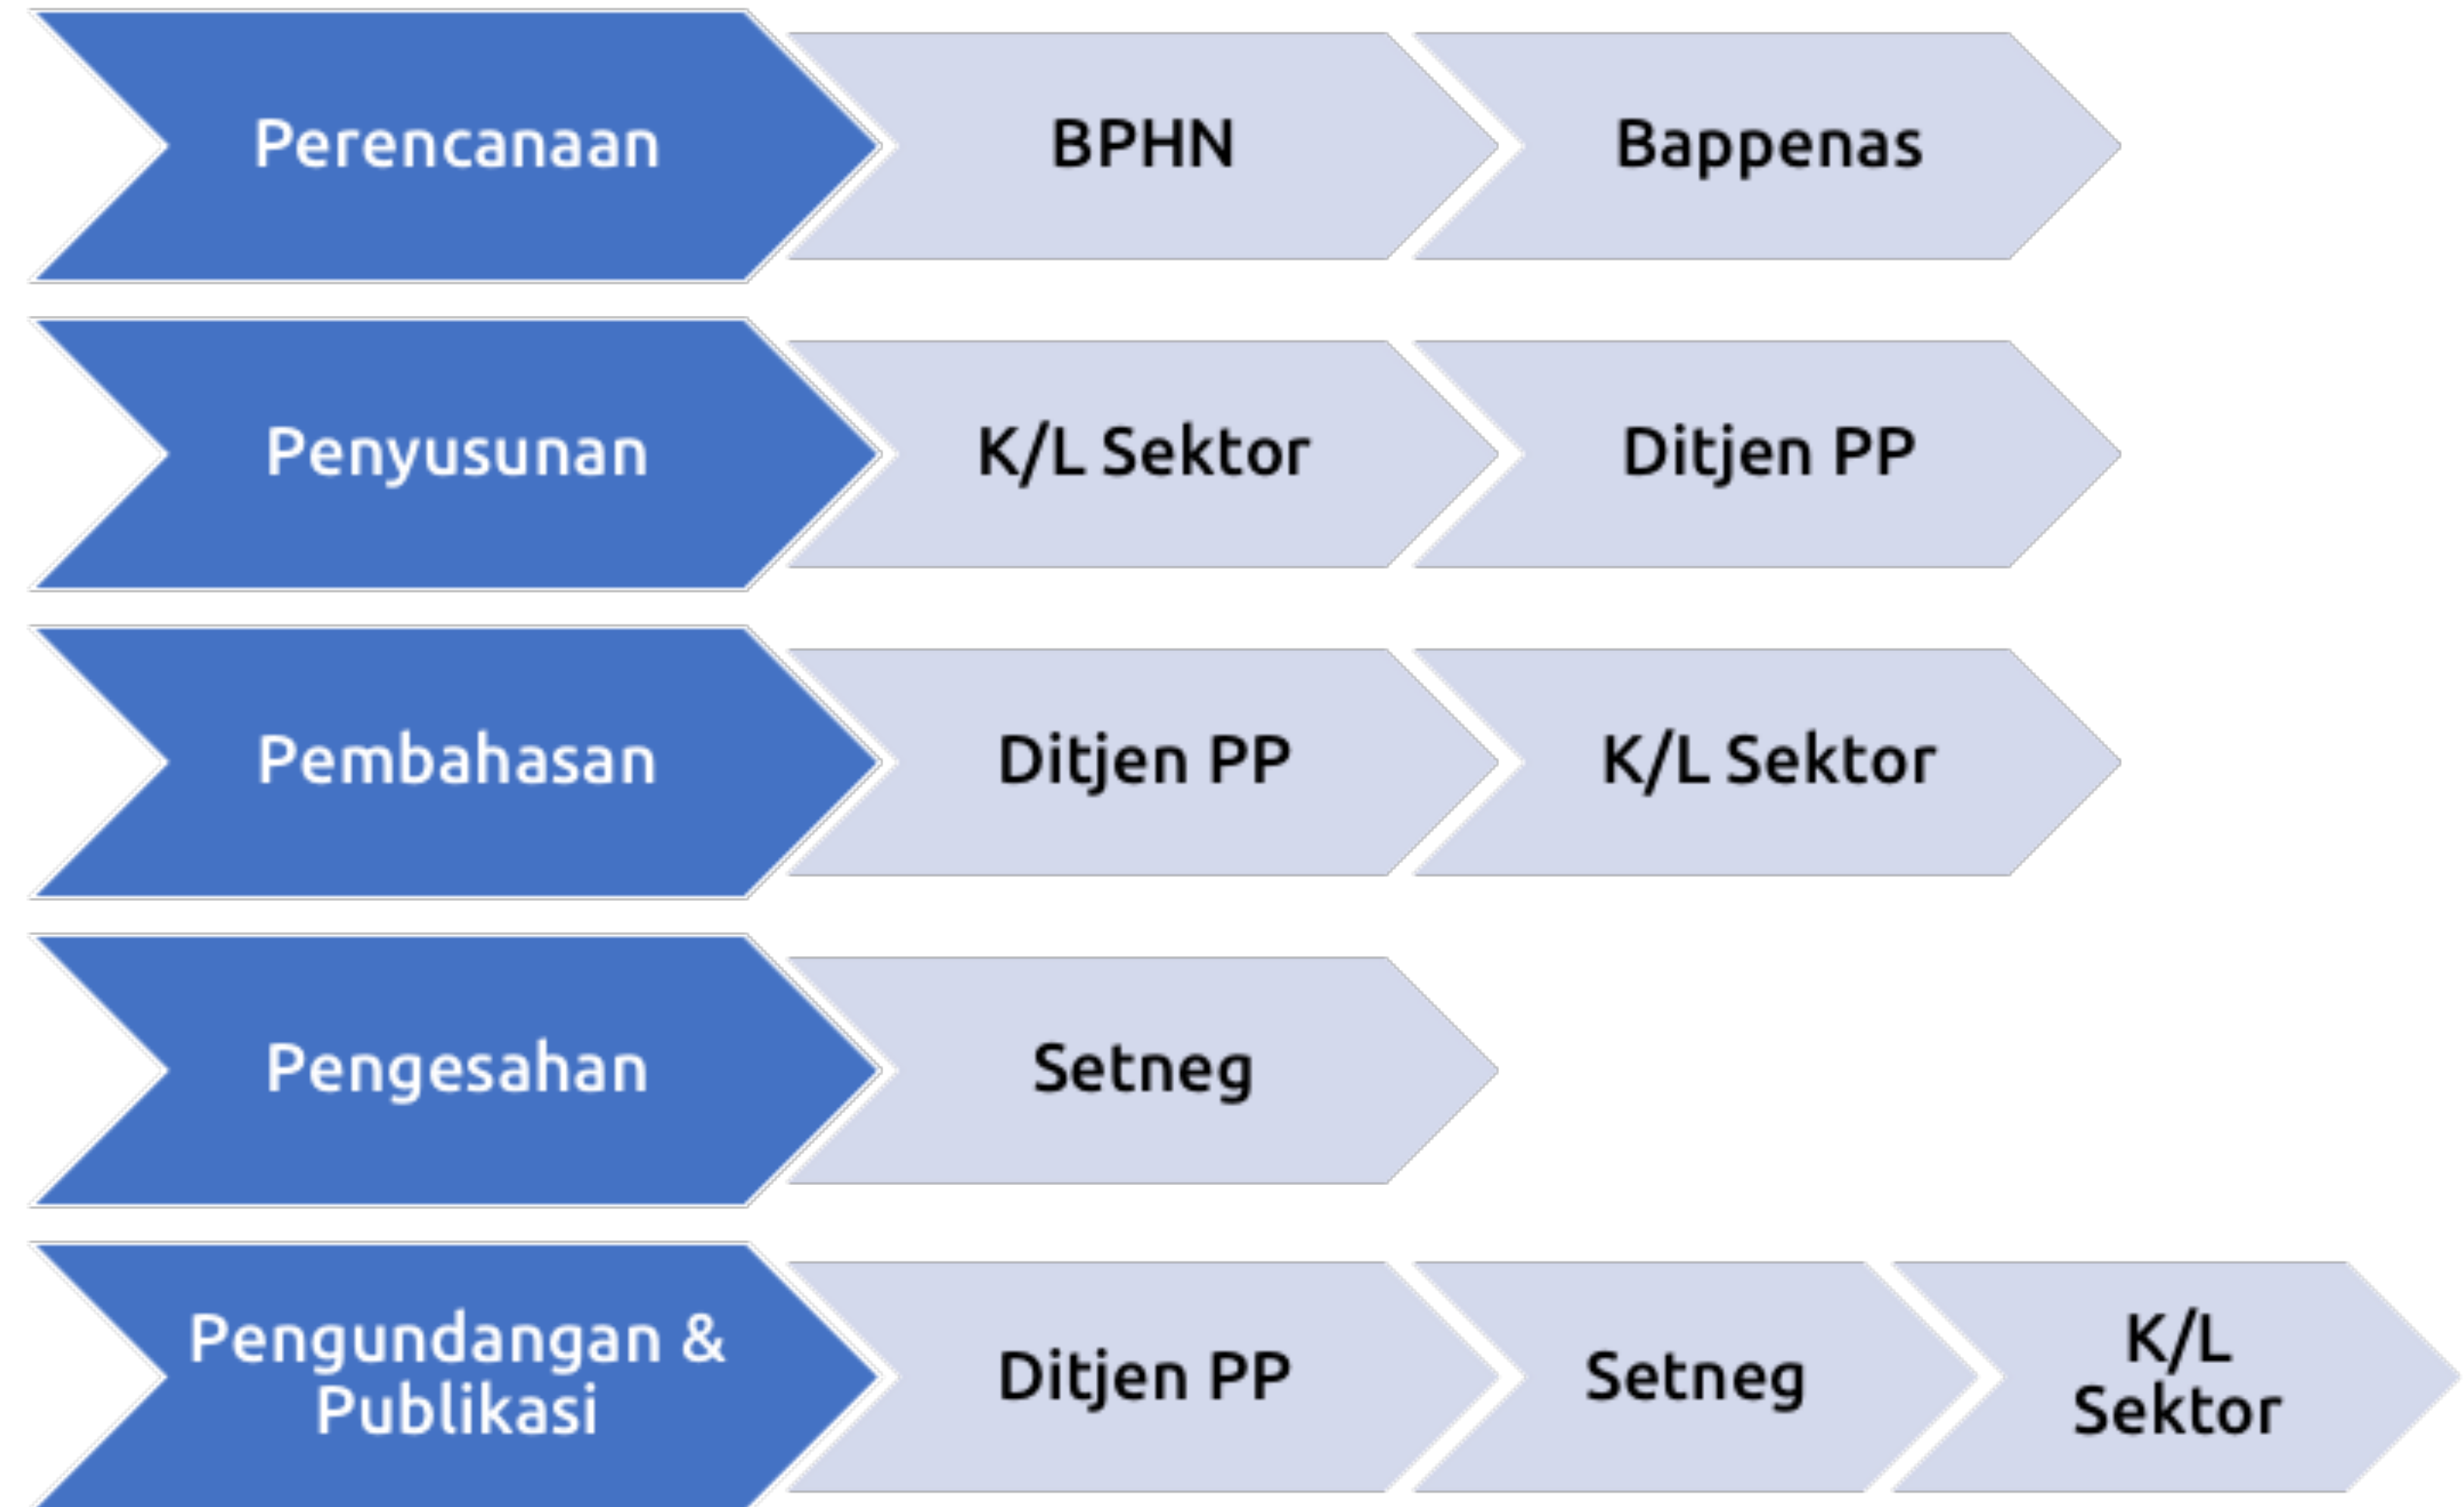 Perencanaan
BPHN
Bappenas
Penyusunan
K/L Sektor
Ditjen PP
Pembahasan
Ditjen PP
K/L Sektor
Pengesahan
Setneg
Pengundangan &
Publikasi
Ditjen PP
Setneg
K/L
Sektor